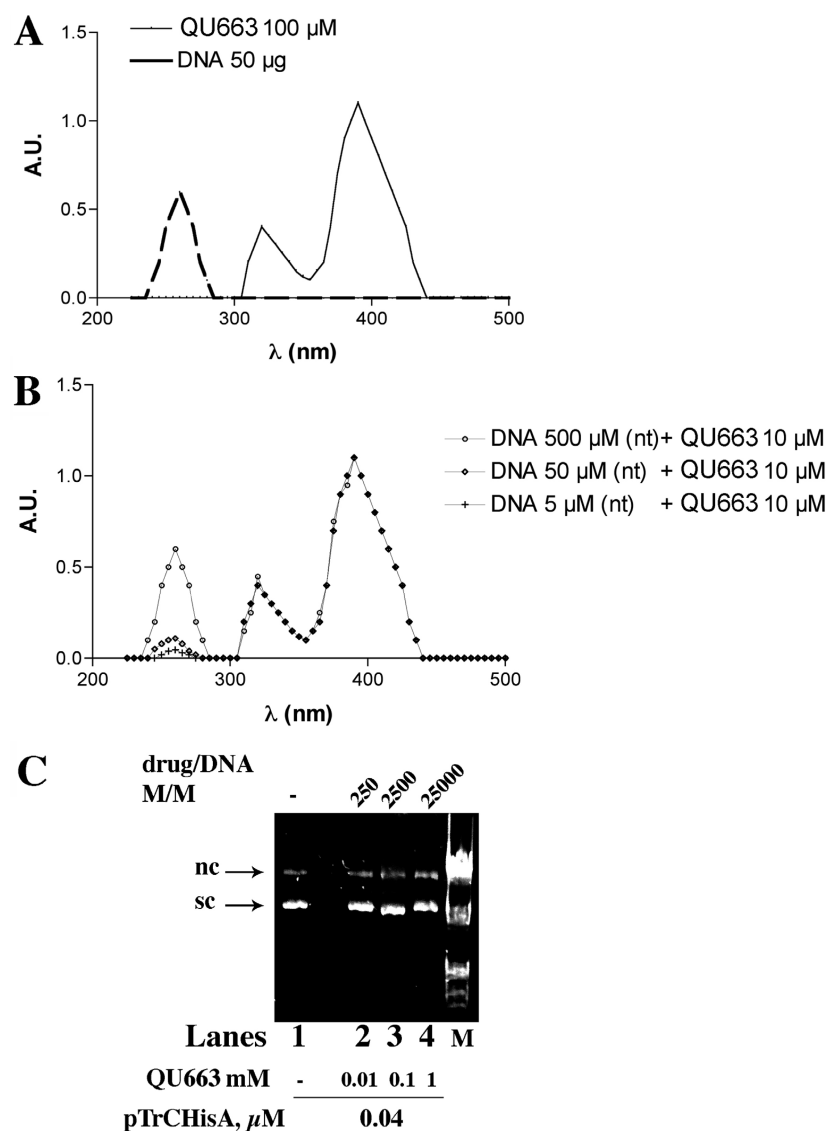 A
QU663 100 µM
DNA 50 µg
1.5
1.0
0.5
0.0
A.U.
200 300 400 500
λ (nm)
B
DNA 500 µM (nt) + QU663 10 µM
DNA 50 µM (nt) + QU663 10 µM
DNA 5 µM (nt) + QU663 10 µM
1.5
1.0
0.5
0.0
A.U.
200 300 400 500
λ (nm)
C
drug/DNA
M/M - 250 2500 25000
nc
sc
Lanes 1 2 3 4 M
QU663 mM - 0.01 0.1 1
pTrCHisA, µM 0.04